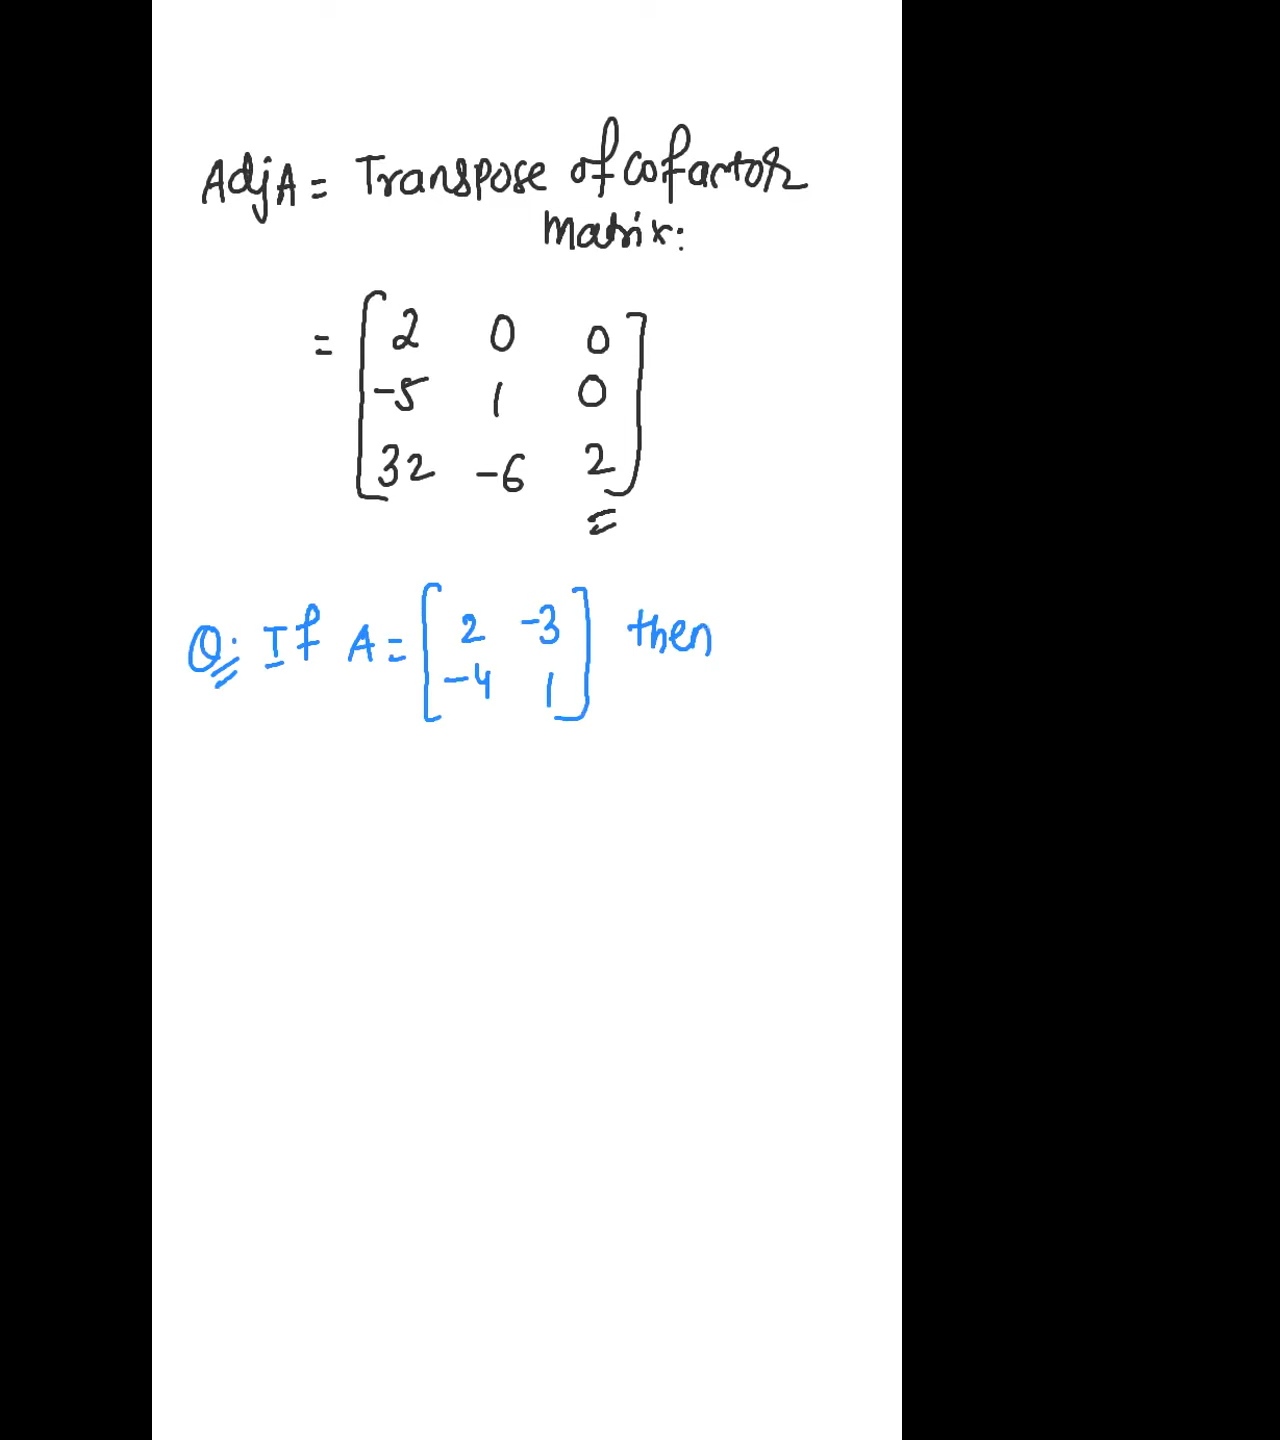 AdjA = Transpose of cofactor
Matrix:
= [ 2 0 0
-5 1 0
32 -6 2 ]
Q: If A = [ 2 -3
-4 1 ] then